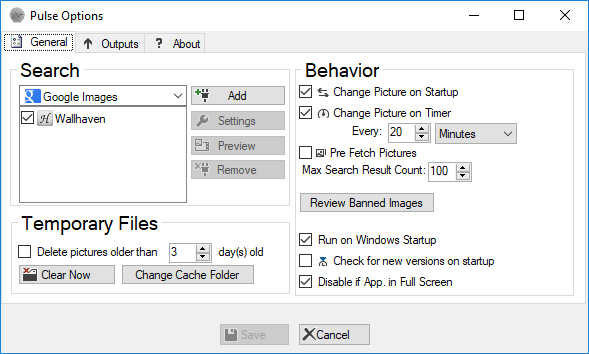 Pulse Options
General
Outputs
? About
Search
Google Images
Add
Wallhaven
Settings
Preview
Remove
Temporary Files
Delete pictures older than 3 day(s) old
Clear Now
Change Cache Folder
Behavior
Change Picture on Startup
Change Picture on Timer
Every: 20 Minutes
Pre Fetch Pictures
Max Search Result Count: 100
Review Banned Images
Run on Windows Startup
Check for new versions on startup
Disable if App. in Full Screen
Save
Cancel